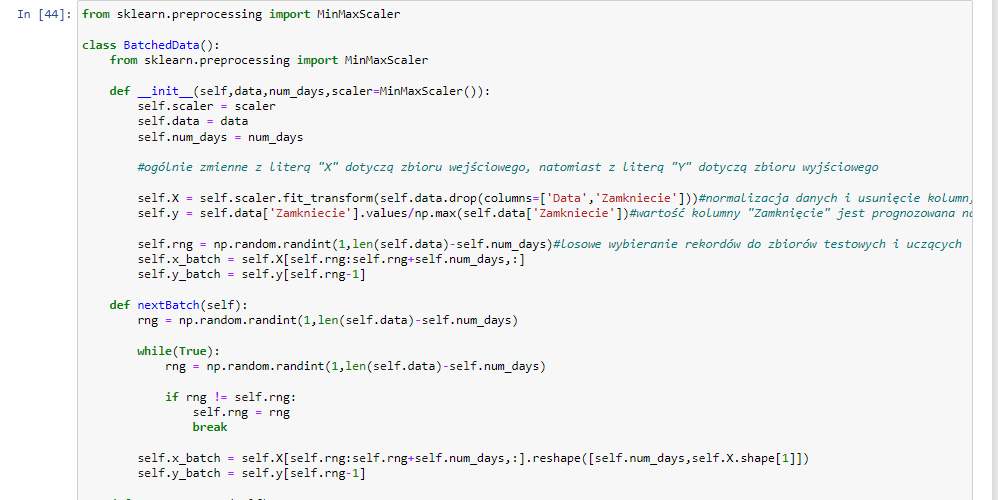 In [44]: from sklearn.preprocessing import MinMaxScaler
class BatchedData():
from sklearn.preprocessing import MinMaxScaler
def __init__(self,data,num_days,scaler=MinMaxScaler()):
self.scaler = scaler
self.data = data
self.num_days = num_days
#ogólnie zmienne z literą "X" dotyczą zbioru wejściowego, natomiast z literą "Y" dotyczą zbioru wyjściowego
self.X = self.scaler.fit_transform(self.data.drop(columns=['Data','Zamkniecie']))#normalizacja danych i usunięcie kolumn,
self.y = self.data['Zamkniecie'].values/np.max(self.data['Zamkniecie'])#wartość kolumny "Zamknięcie" jest prognozowana
self.rng = np.random.randint(1,len(self.data)-self.num_days)#losowe wybieranie rekordów do zbiorów testowych i uczących
self.x_batch = self.X[self.rng:self.rng+self.num_days,:]
self.y_batch = self.y[self.rng-1]
def nextBatch(self):
rng = np.random.randint(1,len(self.data)-self.num_days)
while(True):
rng = np.random.randint(1,len(self.data)-self.num_days)
if rng != self.rng:
self.rng = rng
break
self.x_batch = self.X[self.rng:self.rng+self.num_days,:].reshape([self.num_days,self.X.shape[1]])
self.y_batch = self.y[self.rng-1]